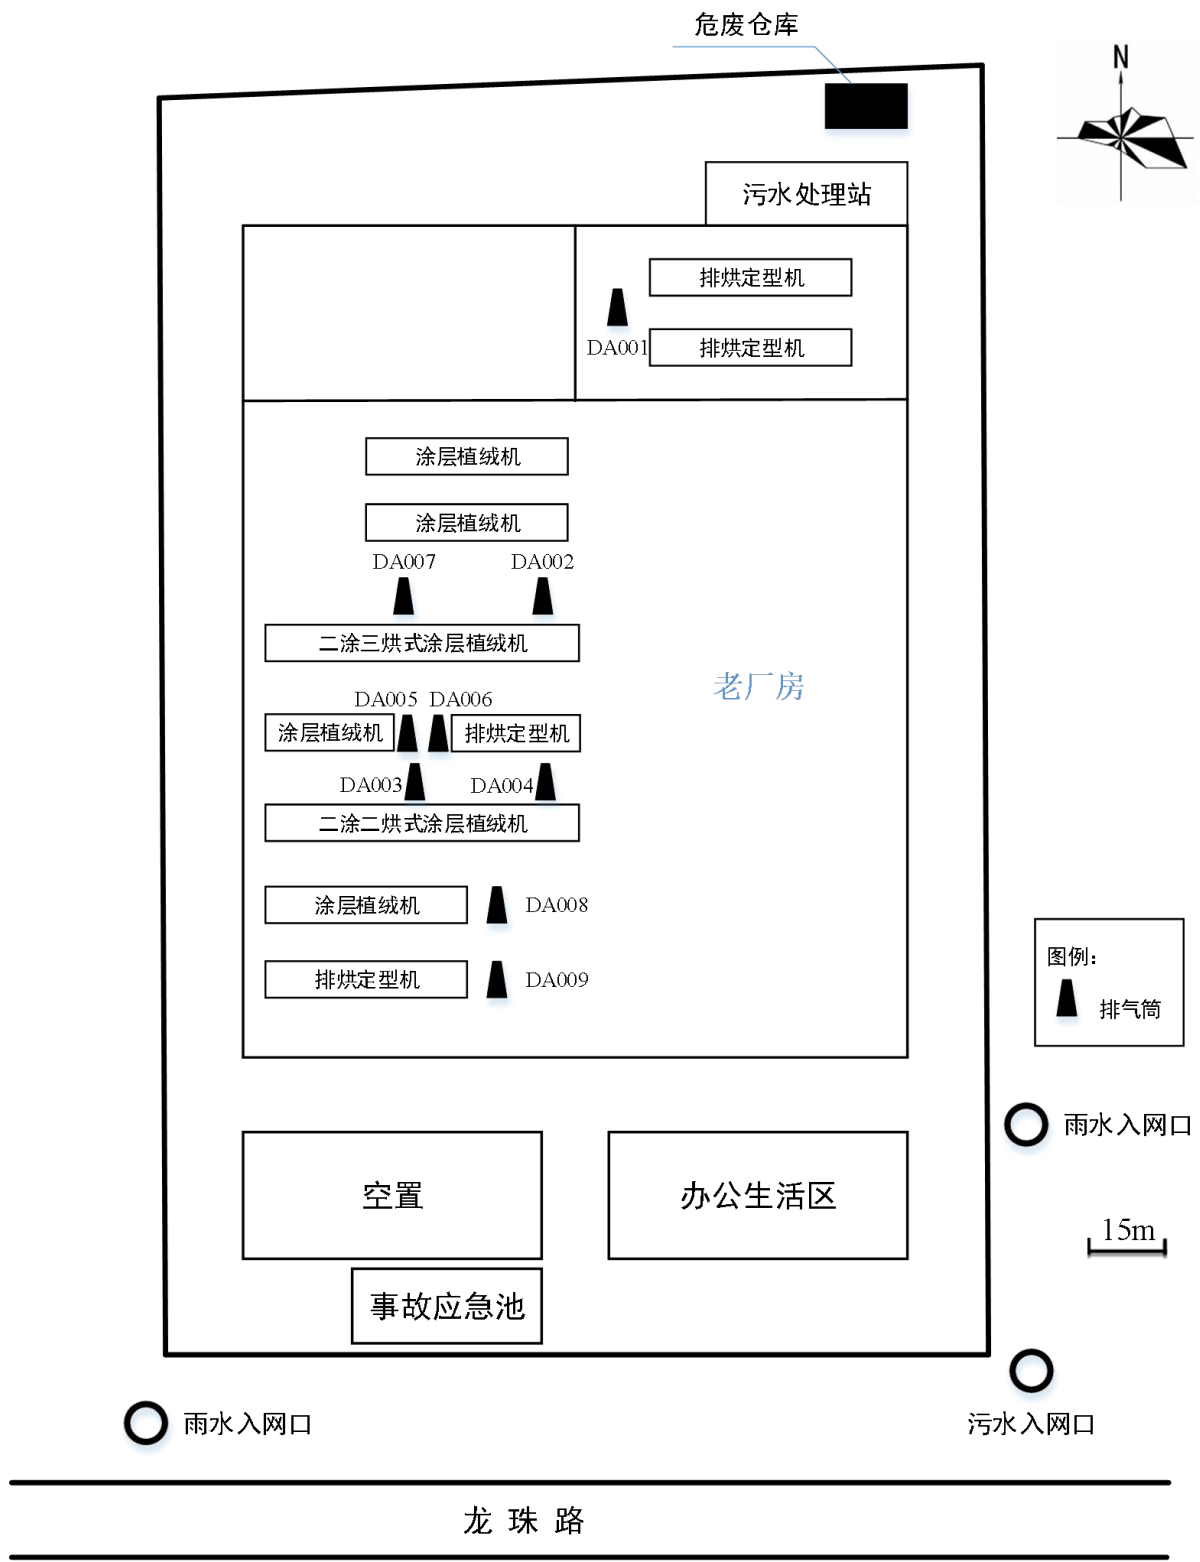 危废仓库
N
污水处理站
排烘定型机
DA001
排烘定型机
涂层植绒机
涂层植绒机
DA007
DA002
二涂三烘式涂层植绒机
老厂房
DA005
DA006
涂层植绒机
排烘定型机
DA003
DA004
二涂二烘式涂层植绒机
涂层植绒机
DA008
排烘定型机
DA009
图例：
排气筒
雨水入网口
空置
办公生活区
15m
事故应急池
雨水入网口
污水入网口
龙珠路